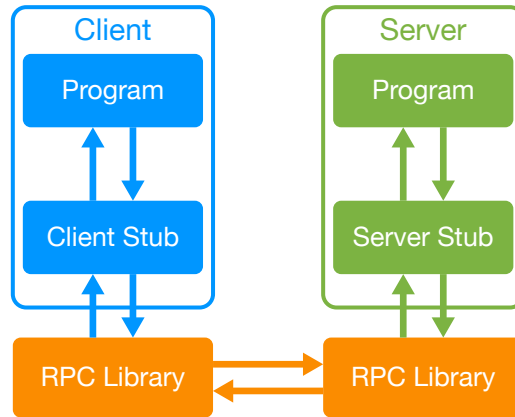 Client
Server
Program
Program
Client Stub
Server Stub
RPC Library
RPC Library